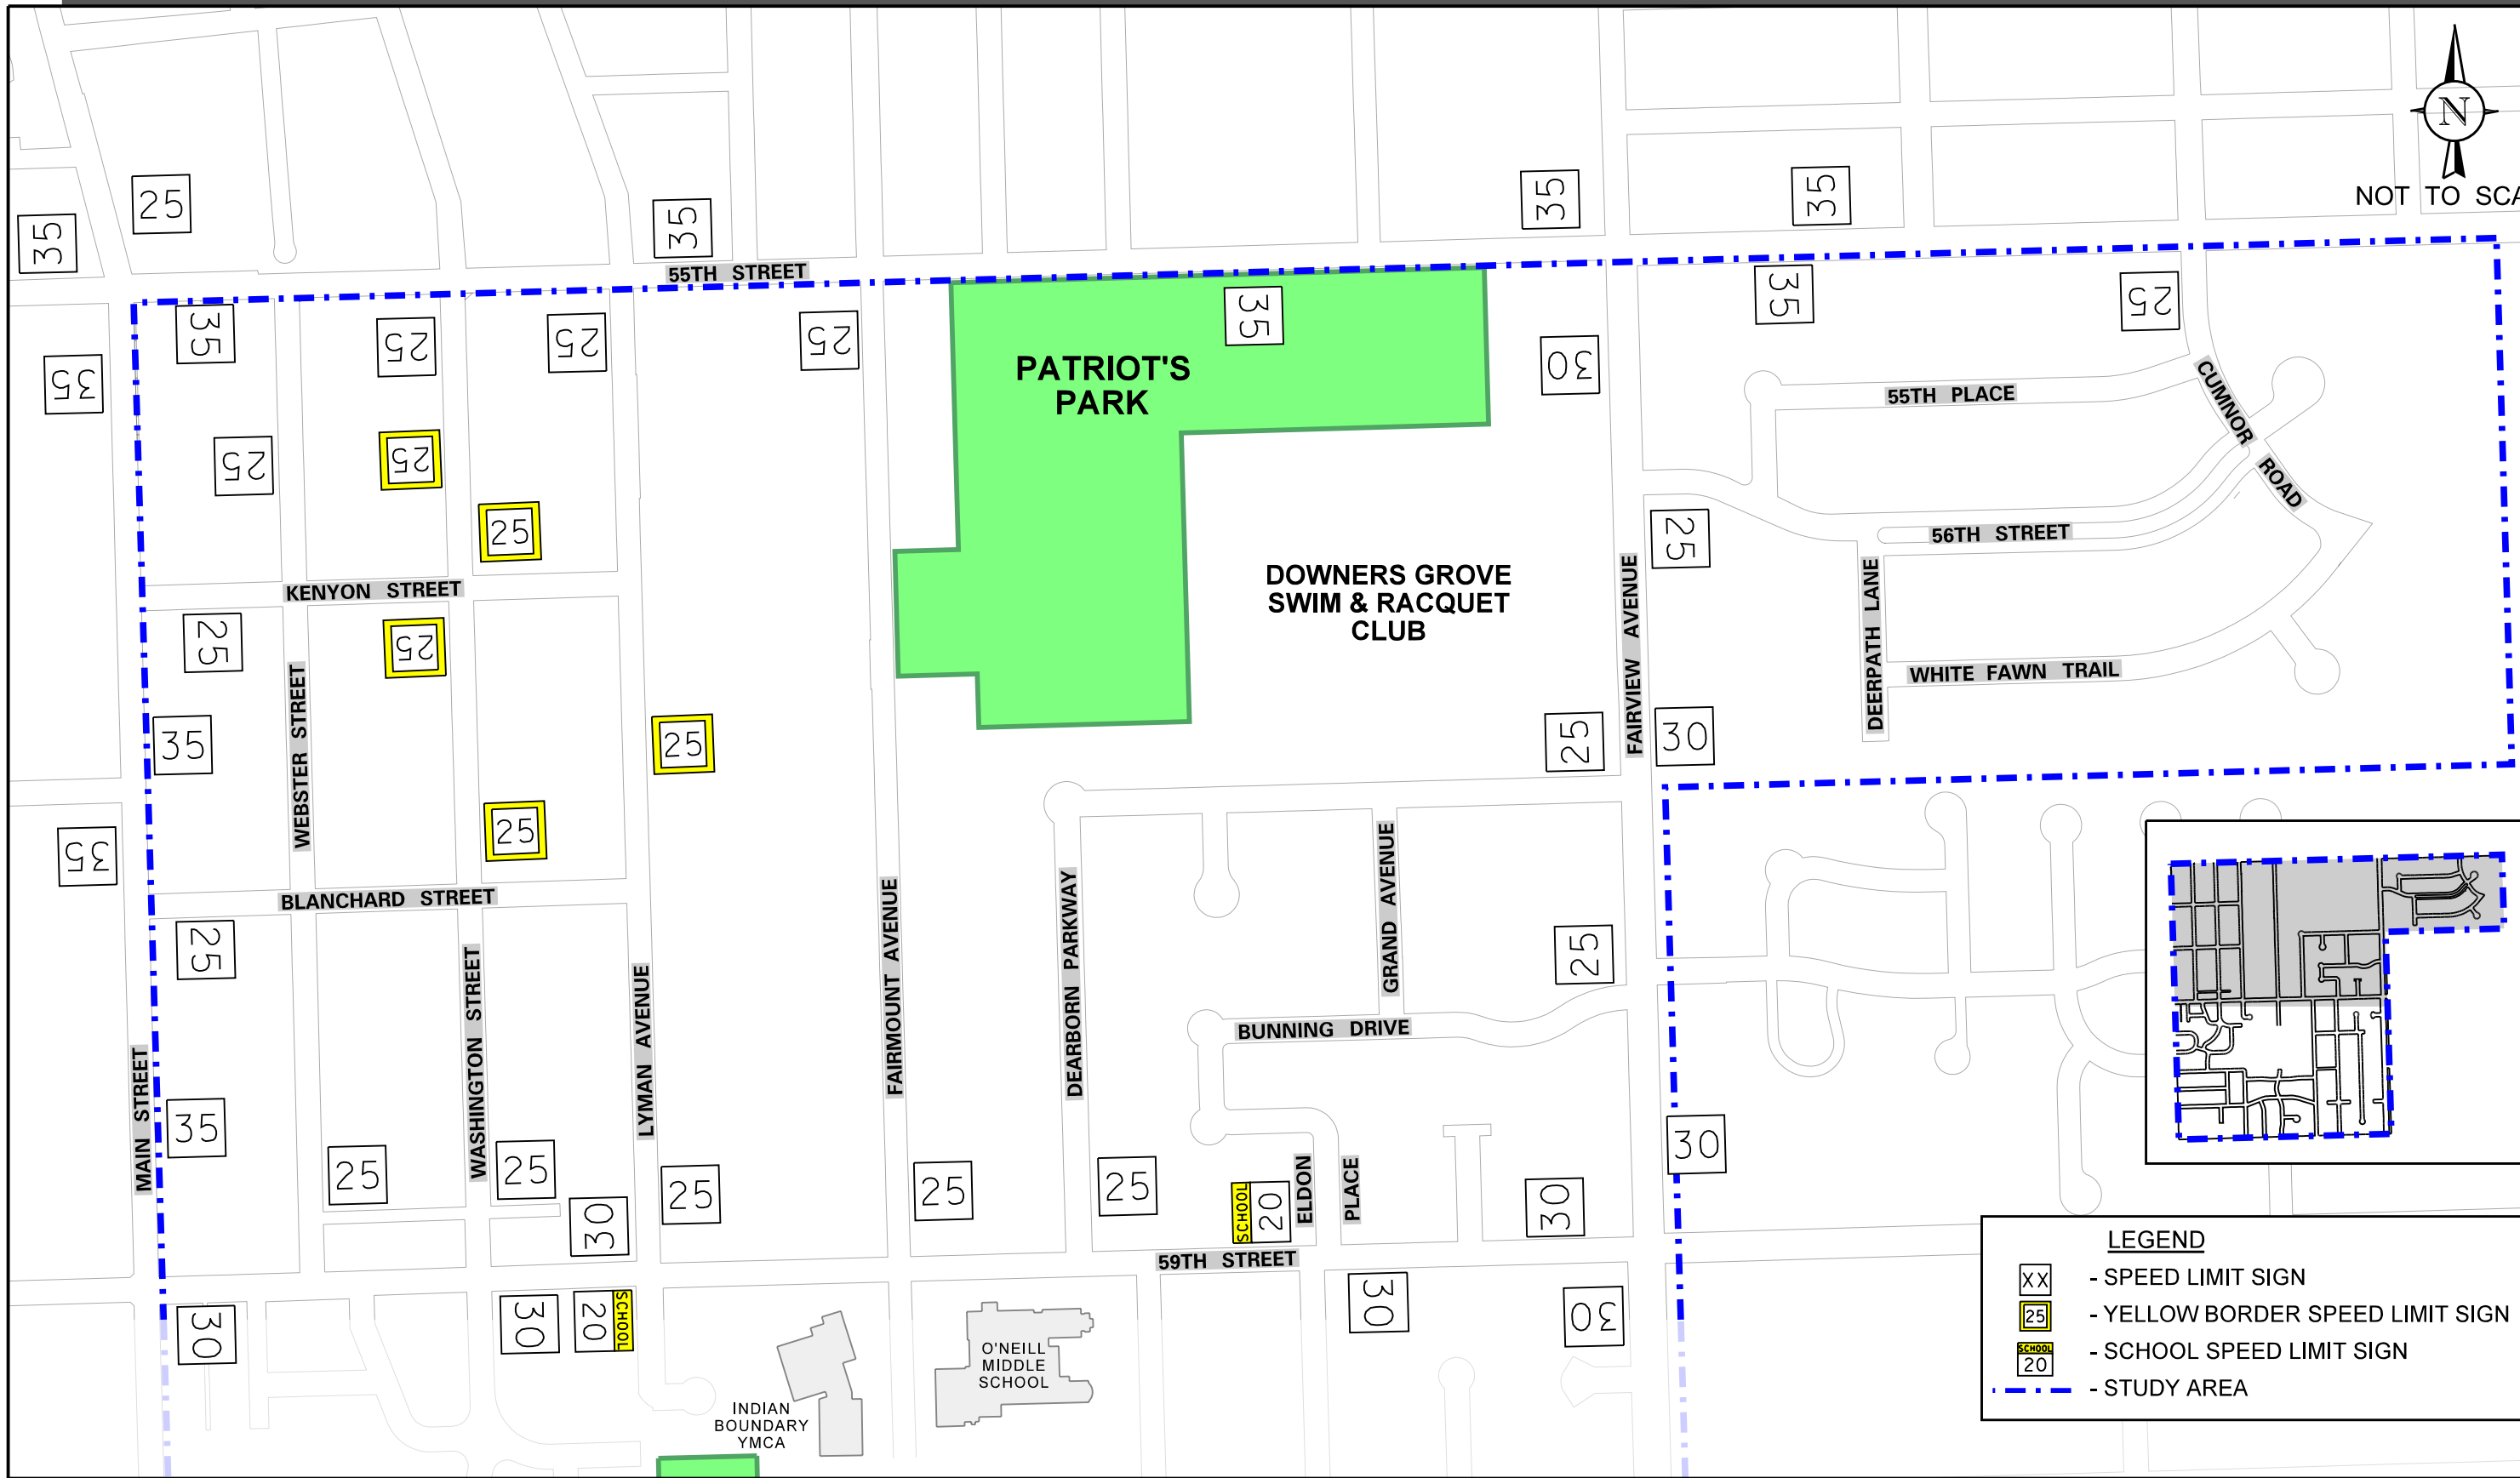 N
NOT TO SCA
25
35
35
35
35
55TH STREET
35
25
25
25
35
35
25
35
30
PATRIOT'S
PARK
55TH PLACE
CUMNOR
ROAD
25
25
25
25
56TH STREET
KENYON STREET
DOWNERS GROVE
SWIM & RACQUET
CLUB
FAIRVIEW AVENUE
DEERPATH LANE
25
25
WHITE FAWN TRAIL
WEBSTER STREET
35
25
25
30
25
35
BLANCHARD STREET
25
MAIN STREET
WASHINGTON STREET
LYMAN AVENUE
FAIRMOUNT AVENUE
DEARBORN PARKWAY
GRAND AVENUE
25
BUNNING DRIVE
35
25
25
30
25
25
25
SCHOOL
20
ELDON
PLACE
30
30
59TH STREET
30
30
20
SCHOOL
30
30
INDIAN
BOUNDARY
YMCA
O'NEILL
MIDDLE
SCHOOL
LEGEND
XX - SPEED LIMIT SIGN
25 - YELLOW BORDER SPEED LIMIT SIGN
SCHOOL
20 - SCHOOL SPEED LIMIT SIGN
- STUDY AREA